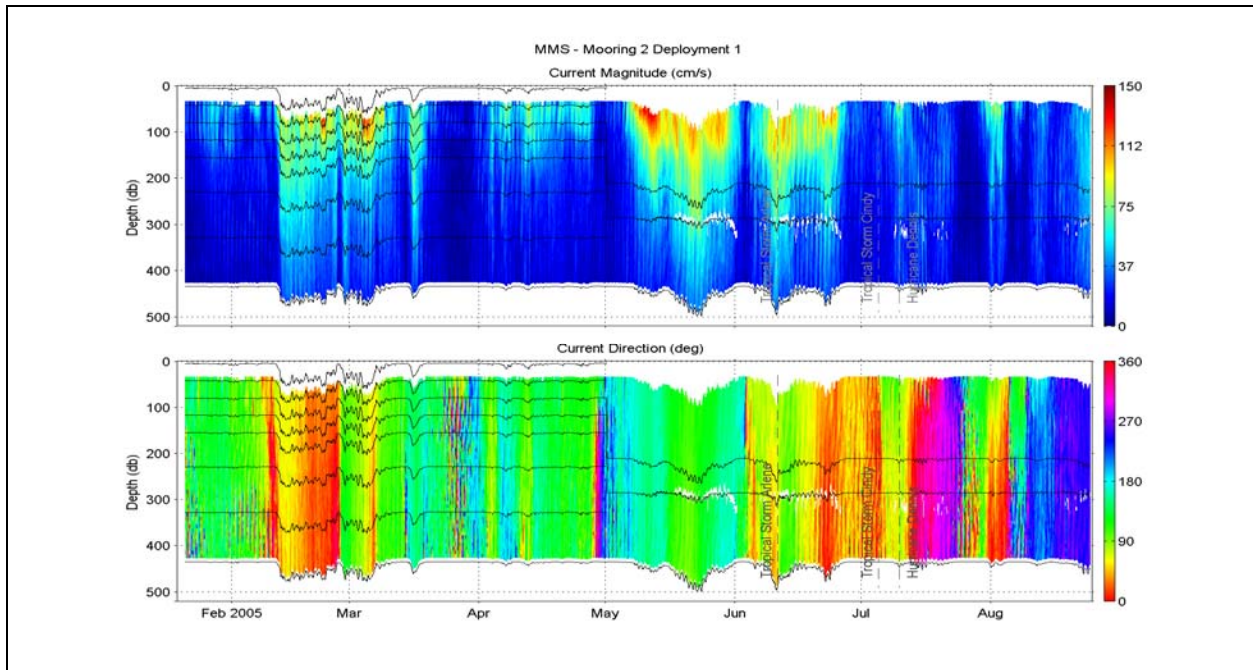 MMS - Mooring 2 Deployment 1
Current Magnitude (cm/s)
0
100
200
300
400
500
Depth (db)
Tropical Storm Arlene
Tropical Storm Cindy
Hurricane Dennis
150
112
75
37
0
Current Direction (deg)
0
100
200
300
400
500
Depth (db)
Tropical Storm Arlene
Tropical Storm Cindy
Hurricane Dennis
360
270
180
90
0
Feb 2005
Mar
Apr
May
Jun
Jul
Aug